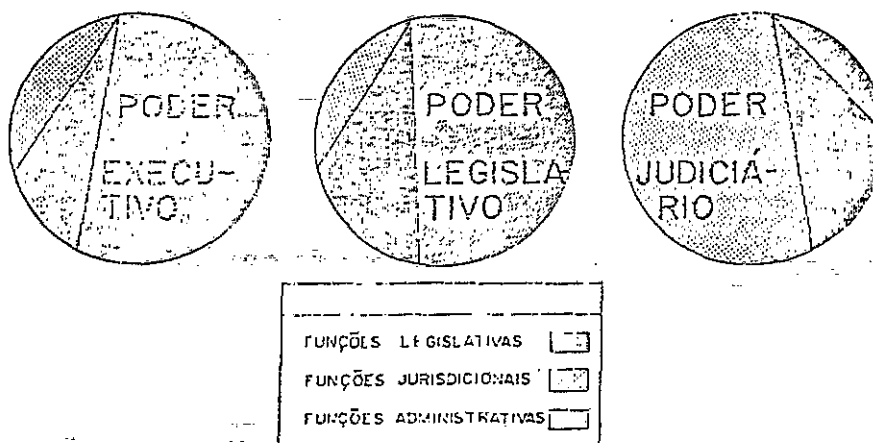 PODER
EXECU-
TIVO
PODER
LEGISLA-
TIVO
PODER
JUDICIÁ-
RIO
FUNÇÕES LEGISLATIVAS
FUNÇÕES JURISDICIONAIS
FUNÇÕES ADMINISTRATIVAS